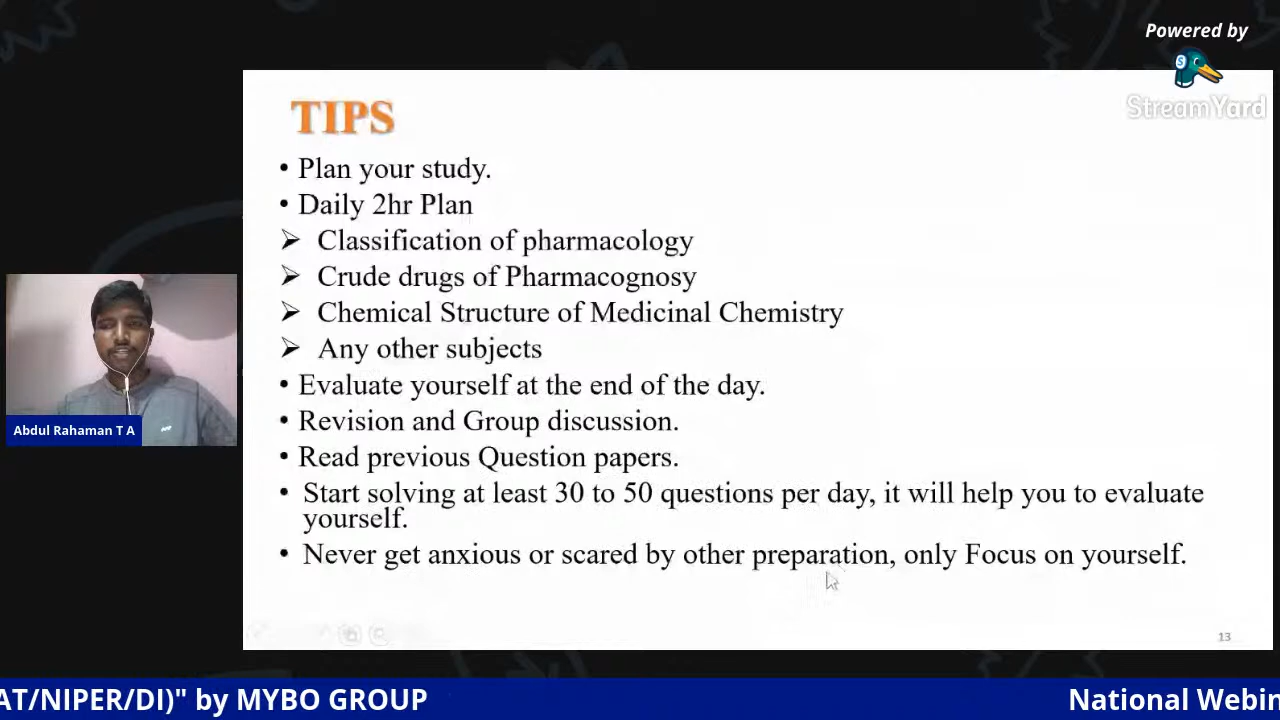 Powered by
StreamYard
TIPS
• Plan your study.
• Daily 2hr Plan
➢ Classification of pharmacology
➢ Crude drugs of Pharmacognosy
➢ Chemical Structure of Medicinal Chemistry
➢ Any other subjects
• Evaluate yourself at the end of the day.
• Revision and Group discussion.
• Read previous Question papers.
• Start solving at least 30 to 50 questions per day, it will help you to evaluate
yourself.
• Never get anxious or scared by other preparation, only Focus on yourself.
Abdul Rahaman T A
13
AT/NIPER/DI)" by MYBO GROUP
National Webin